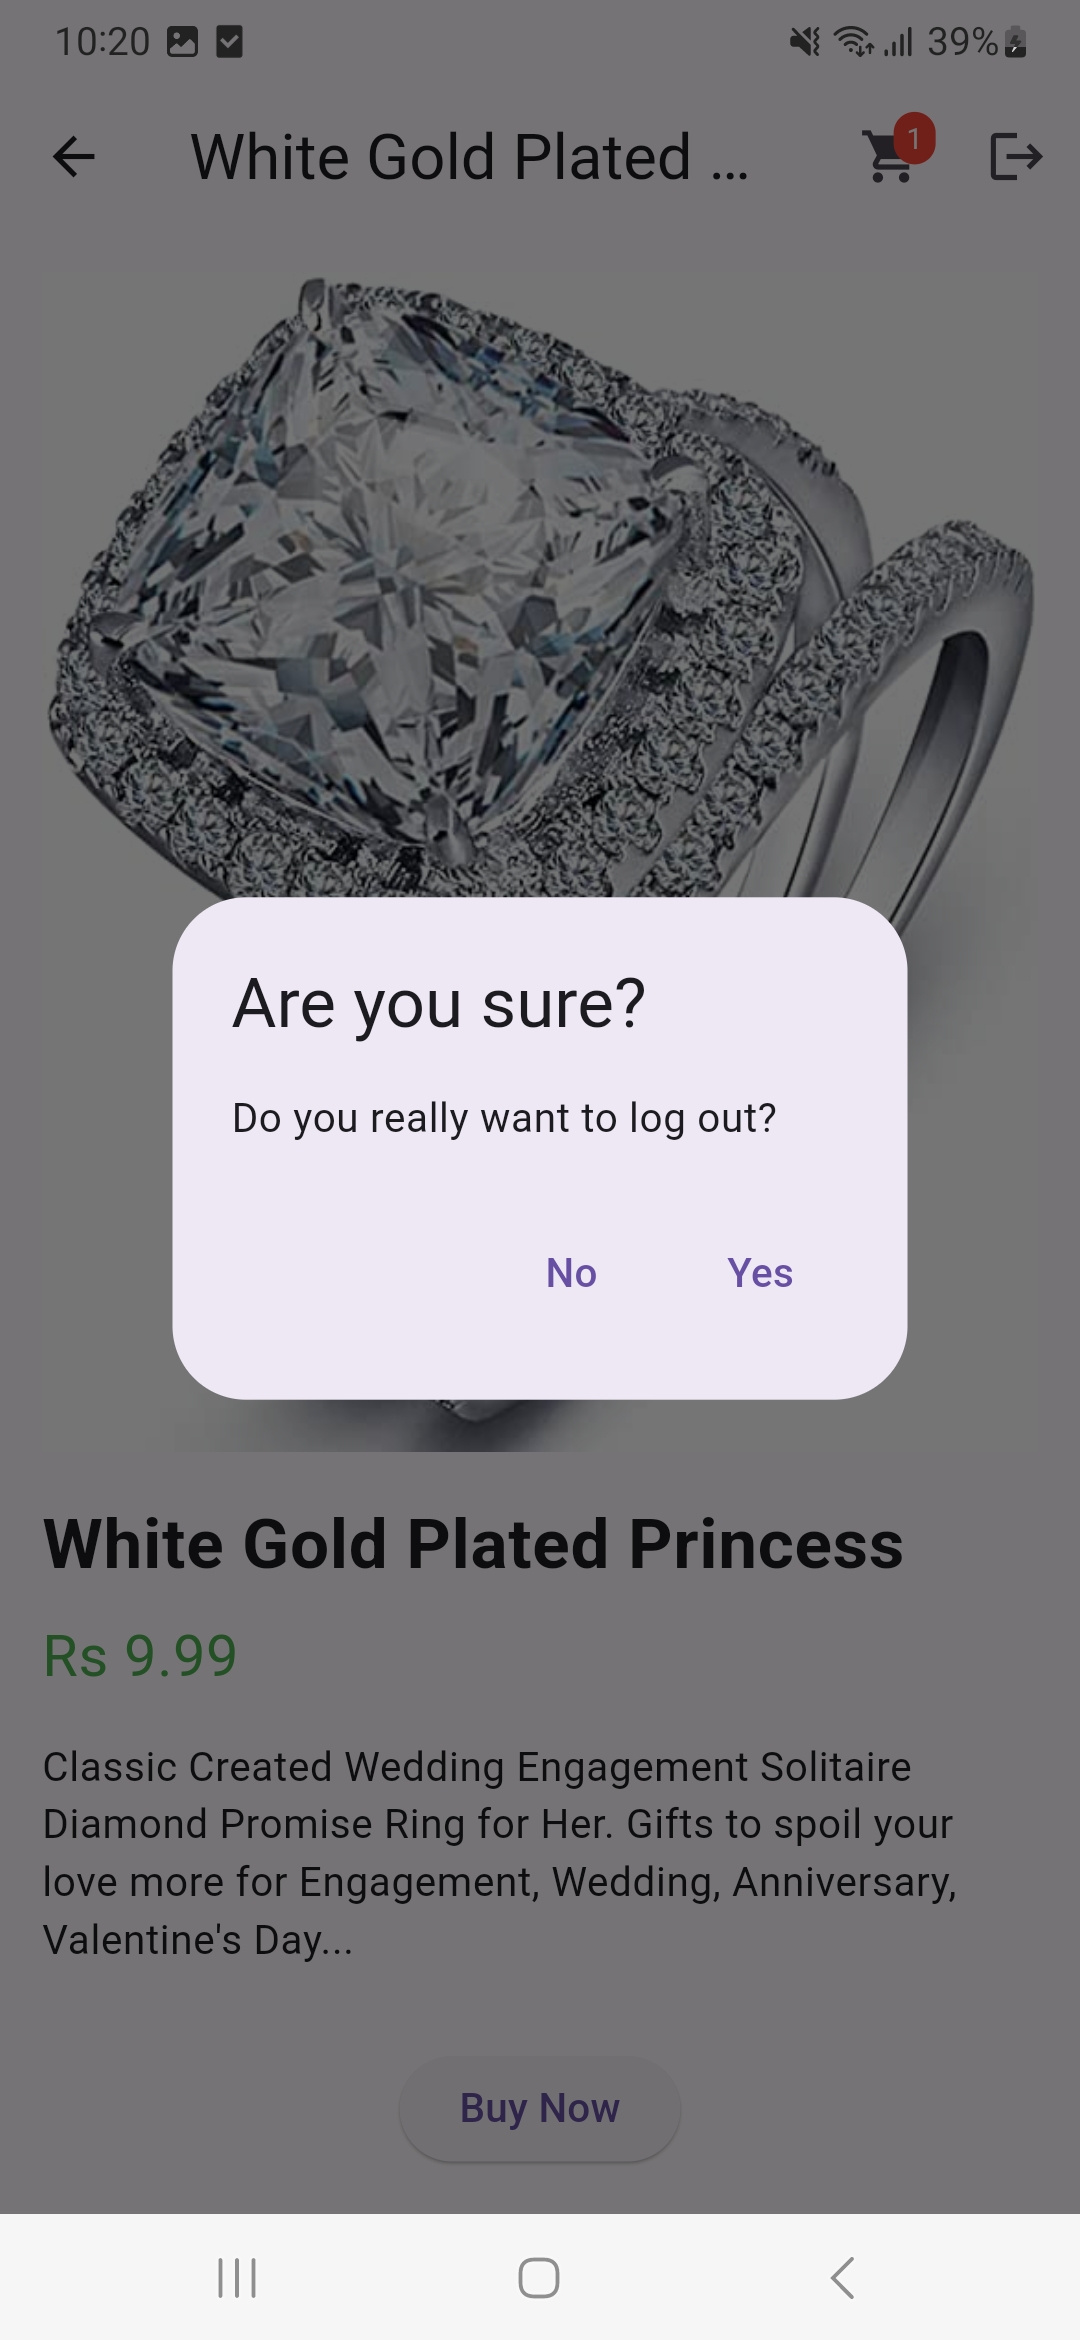 10:20
39%
White Gold Plated ...
1
Are you sure?
Do you really want to log out?
No
Yes
White Gold Plated Princess
Rs 9.99
Classic Created Wedding Engagement Solitaire
Diamond Promise Ring for Her. Gifts to spoil your
love more for Engagement, Wedding, Anniversary,
Valentine's Day...
Buy Now